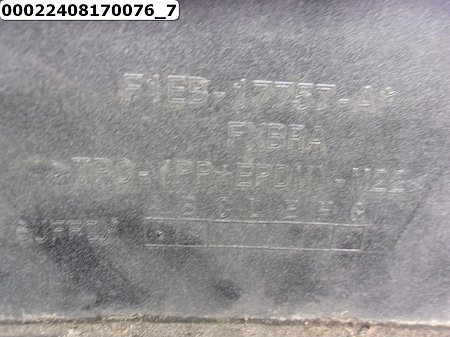 00022408170076_7
F1EB-17757-A*
FXBRA
>TPO-(PP+EPDM)-M22<
A B C D E F G